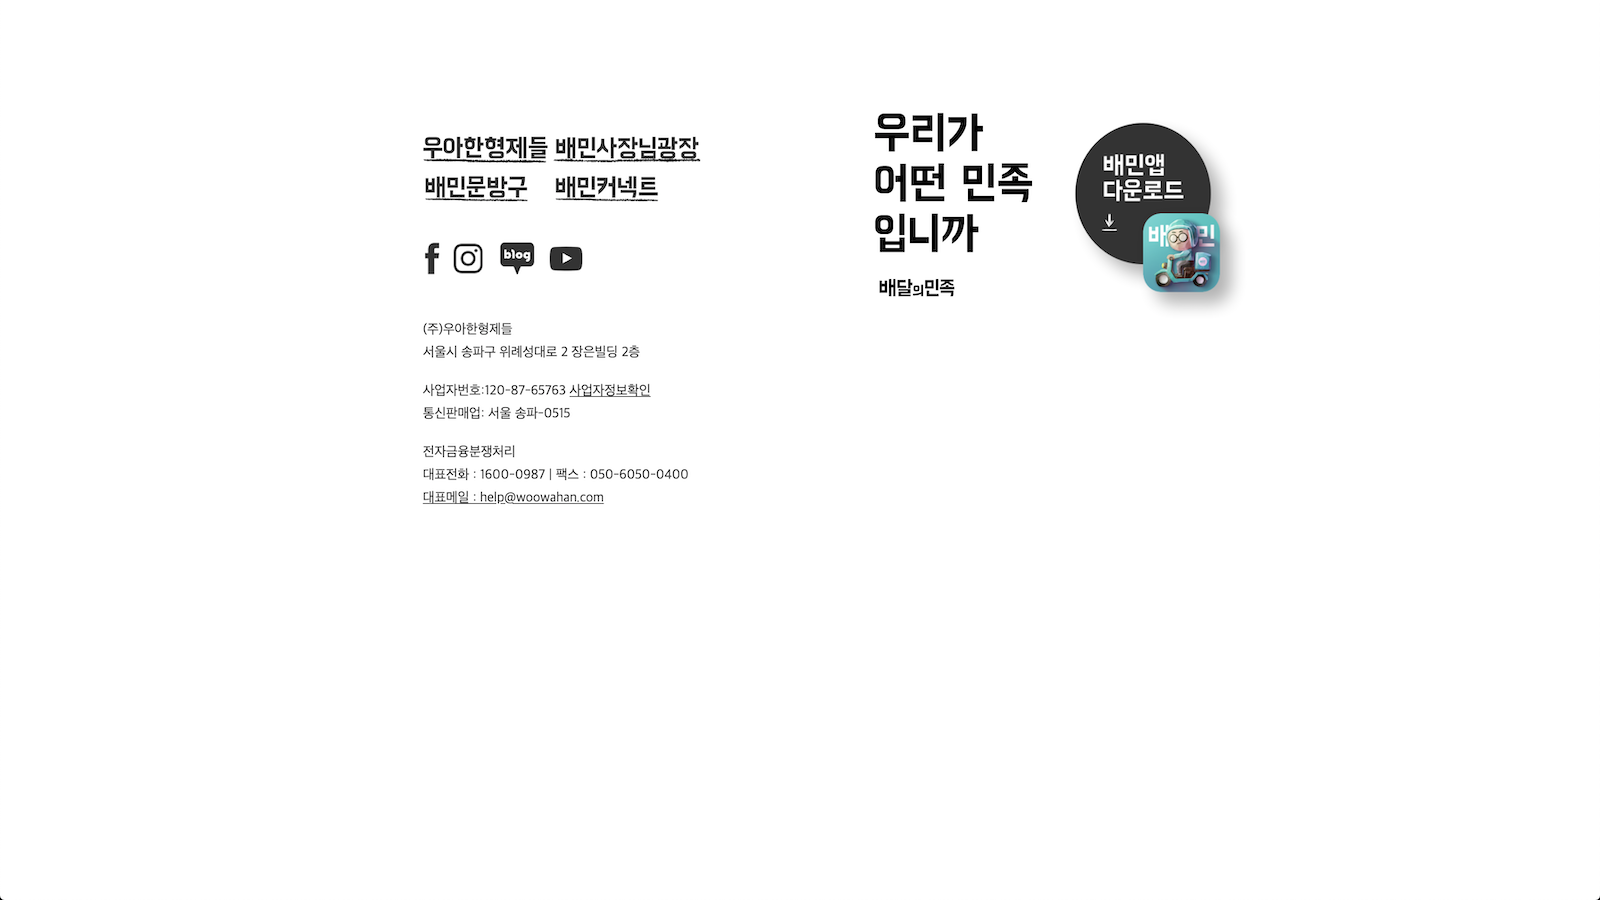 우아한형제들 배민사장님광장
배민문방구 배민커넥트
blog
(주)우아한형제들
서울시 송파구 위례성대로 2 장은빌딩 2층
사업자번호:120-87-65763 사업자정보확인
통신판매업: 서울 송파-0515
전자금융분쟁처리
대표전화 : 1600-0987 | 팩스 : 050-6050-0400
대표메일 : help@woowahan.com
우리가
어떤 민족
입니까
배달의민족
배민앱
다운로드
배민